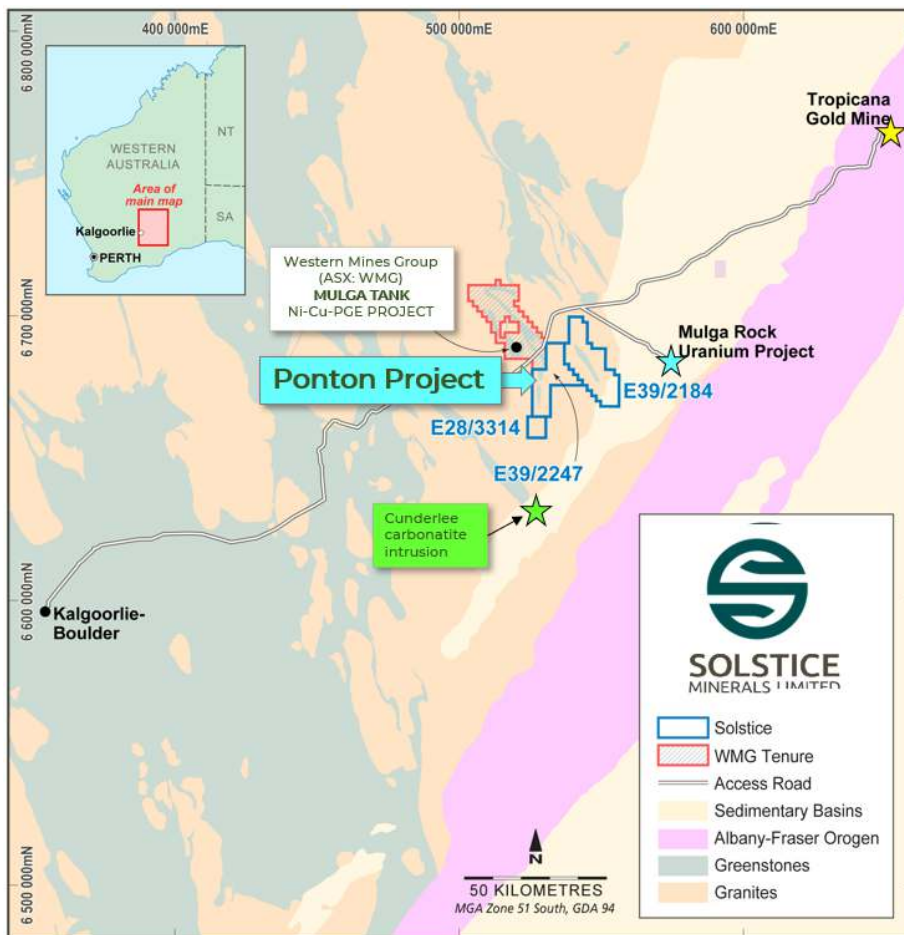 400 000mE
500 000mE
600 000mE
6 800 000mN
6 700 000mN
6 600 000mN
6 500 000mN
NT
WESTERN
AUSTRALIA
Area of
main map
SA
Kalgoorlie
PERTH
Tropicana
Gold Mine
Western Mines Group
(ASX: WMG)
MULGA TANK
Ni-Cu-PGE PROJECT
Mulga Rock
Uranium Project
Ponton Project
E39/2184
E28/3314
E39/2247
Cunderlee
carbonatite
intrusion
Kalgoorlie-
Boulder
SOLSTICE
MINERALS LIMITED
Solstice
WMG Tenure
Access Road
Sedimentary Basins
Albany-Fraser Orogen
Greenstones
Granites
N
50 KILOMETRES
MGA Zone 51 South, GDA 94